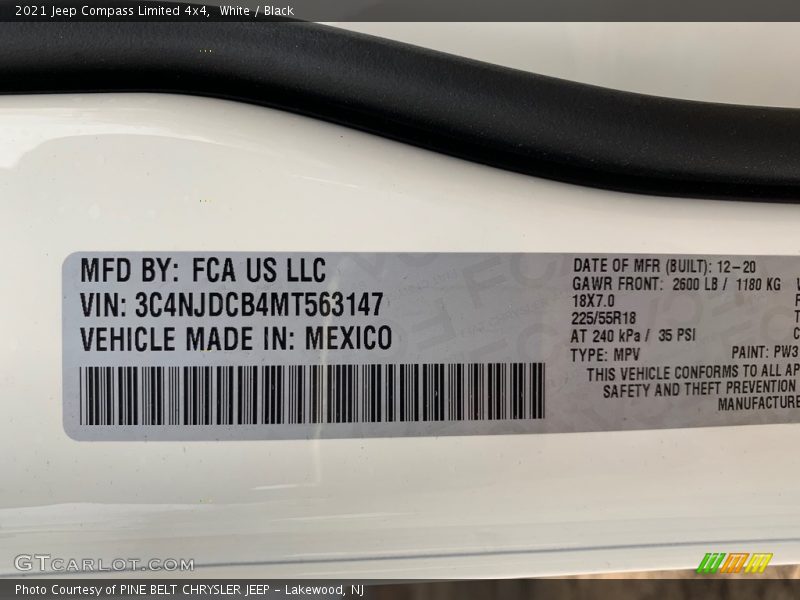 2021 Jeep Compass Limited 4x4,  White / Black
MFD BY: FCA US LLC
VIN: 3C4NJDCB4MT563147
VEHICLE MADE IN: MEXICO
DATE OF MFR (BUILT): 12-20
GAWR FRONT: 2600 LB / 1180 KG
18X7.0
225/55R18
AT 240 kPa / 35 PSI
TYPE: MPV PAINT: PW3
THIS VEHICLE CONFORMS TO ALL AP
SAFETY AND THEFT PREVENTION
MANUFACTURE
GTCARLOT.COM
Photo Courtesy of PINE BELT CHRYSLER JEEP - Lakewood, NJ